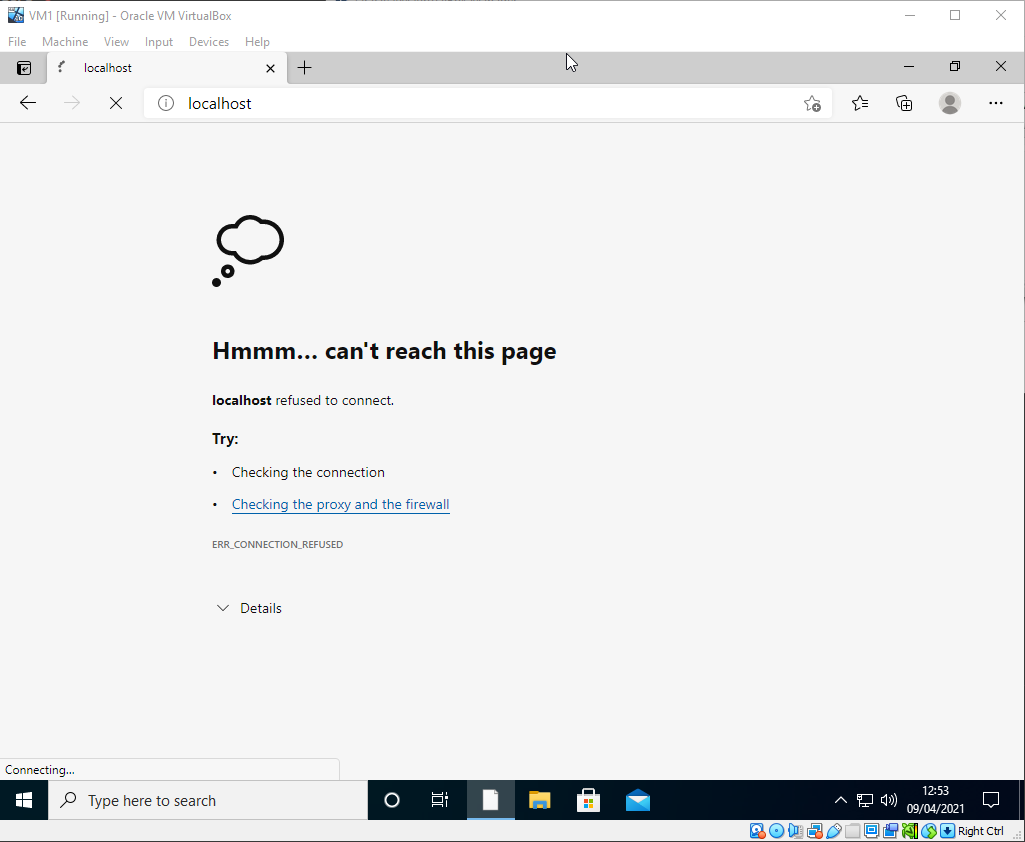 VM1 [Running] - Oracle VM VirtualBox
File Machine View Input Devices Help
localhost
localhost
Hmmm... can't reach this page
localhost refused to connect.
Try:
• Checking the connection
• Checking the proxy and the firewall
ERR_CONNECTION_REFUSED
Details
Connecting...
Type here to search
12:53
09/04/2021
Right Ctrl